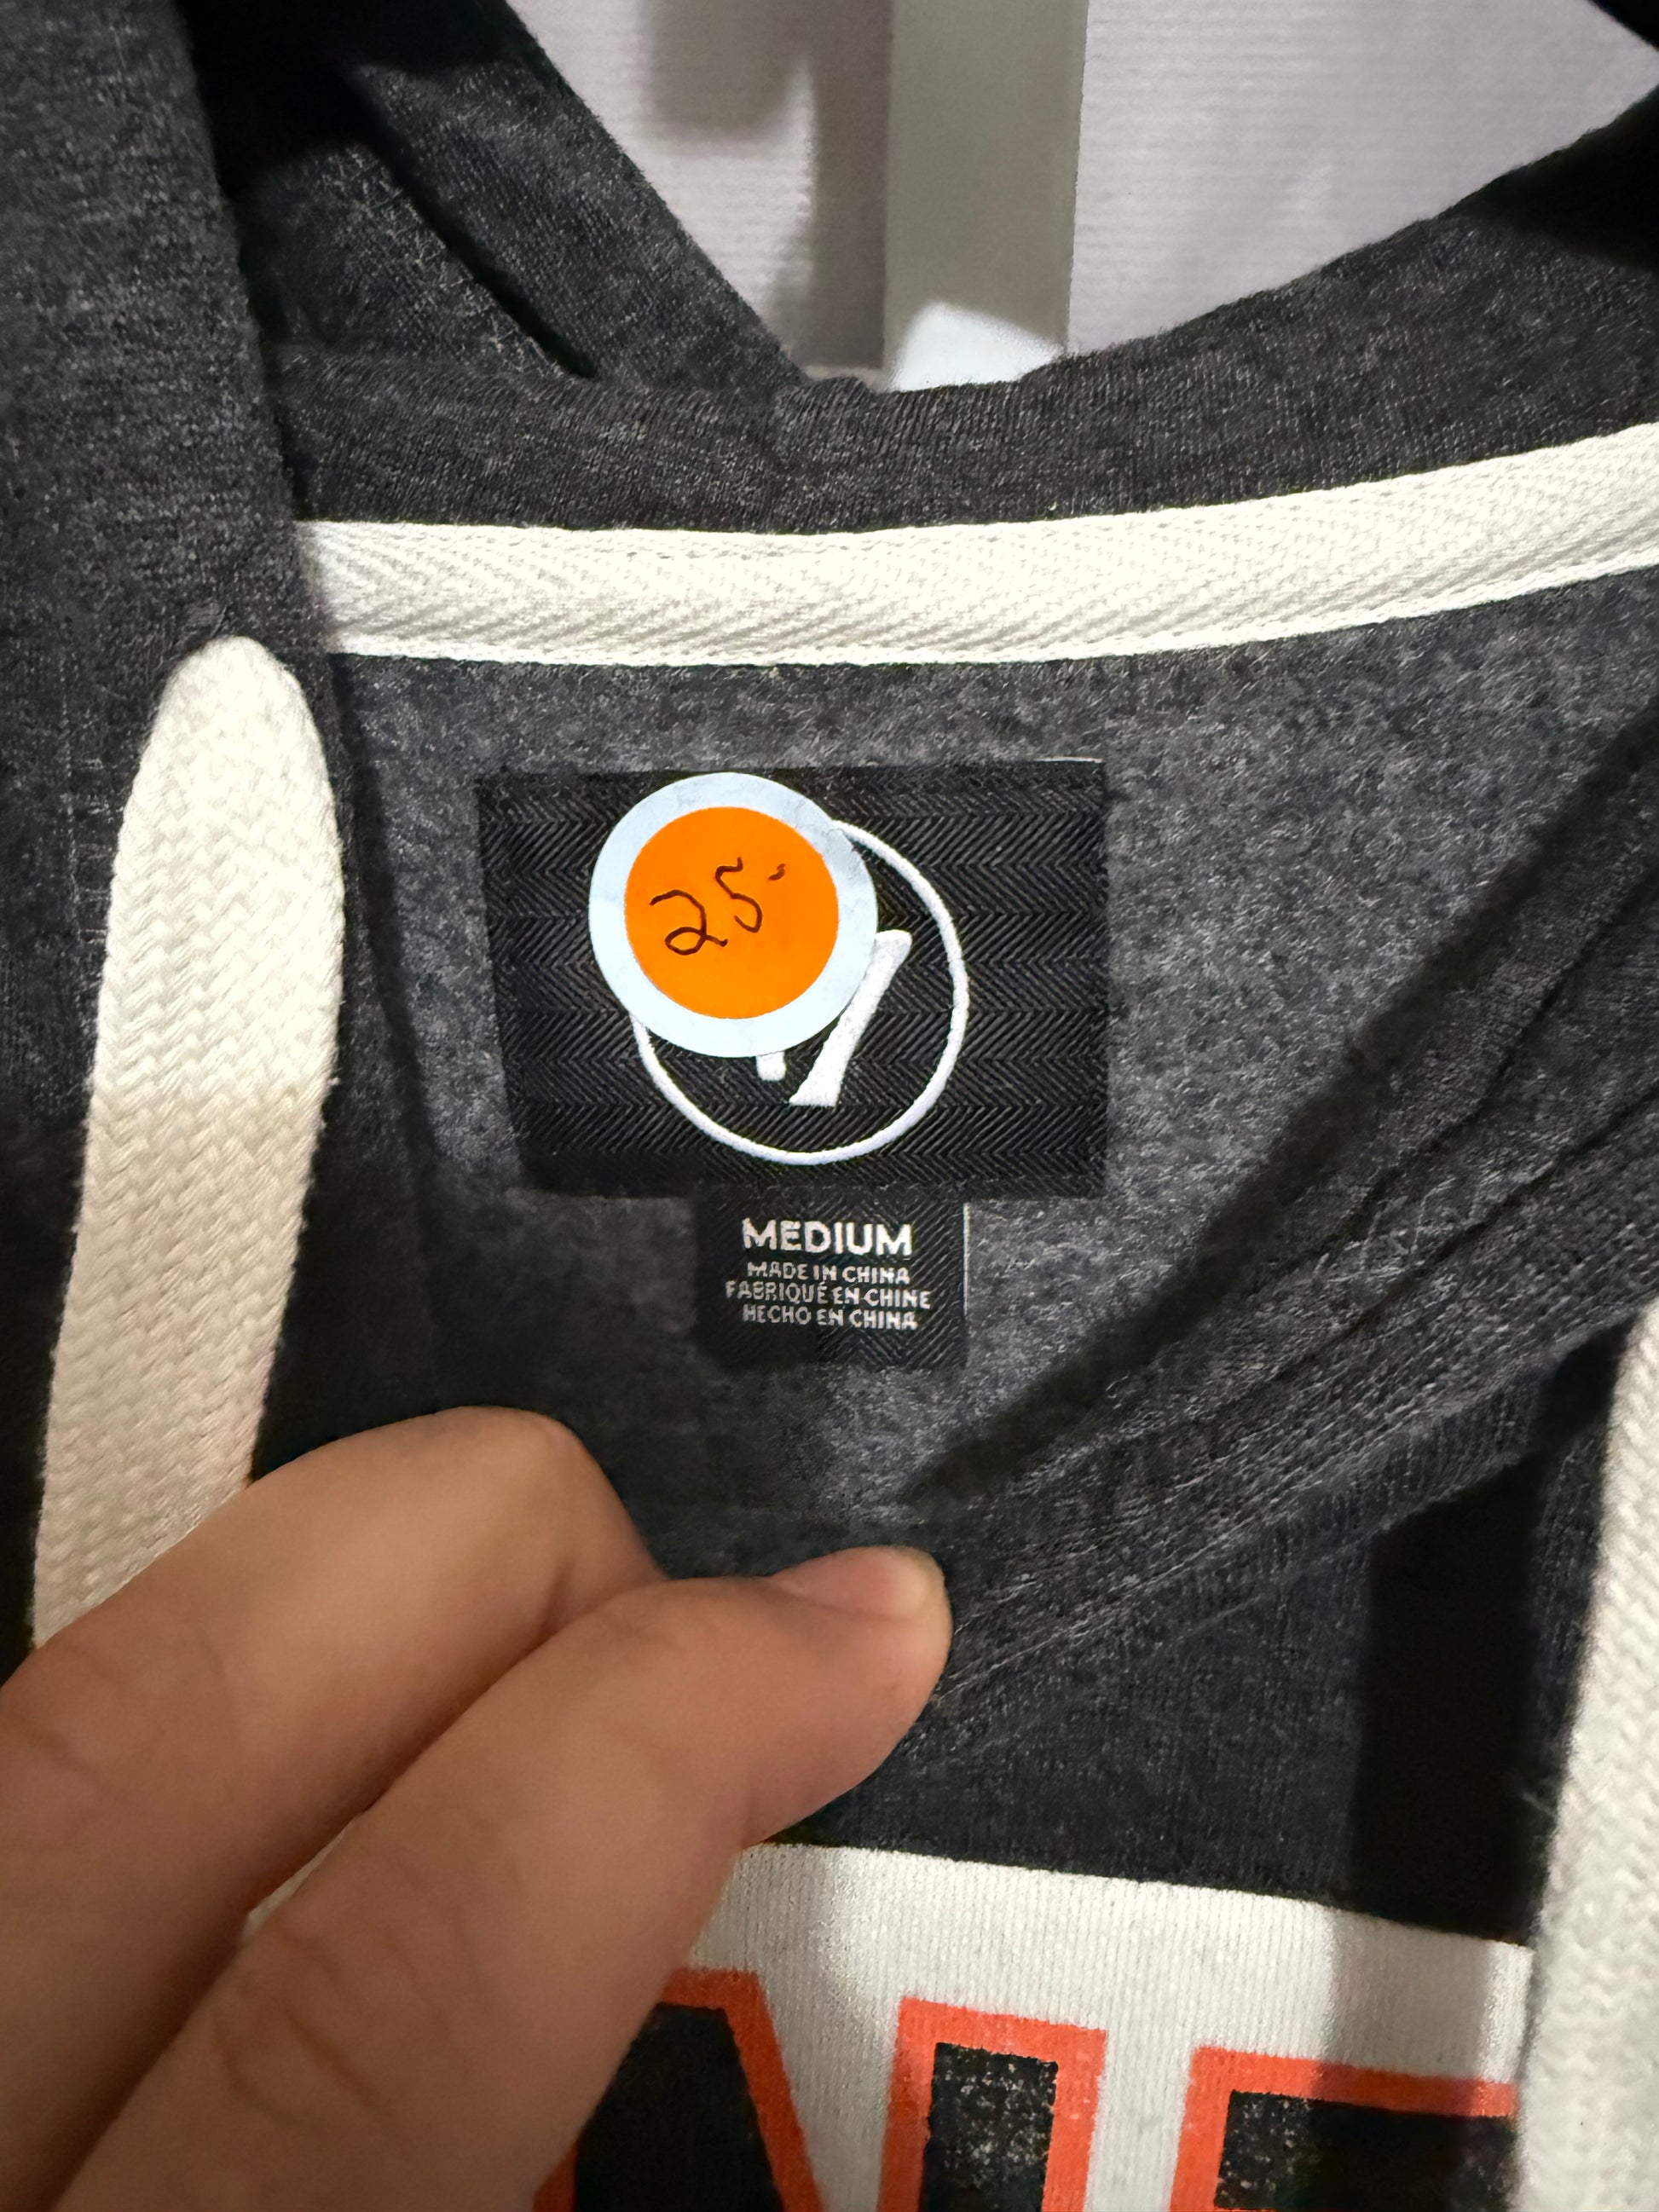 25
MEDIUM
MADE IN CHINA
FABRIQUÉ EN CHINE
HECHO EN CHINA